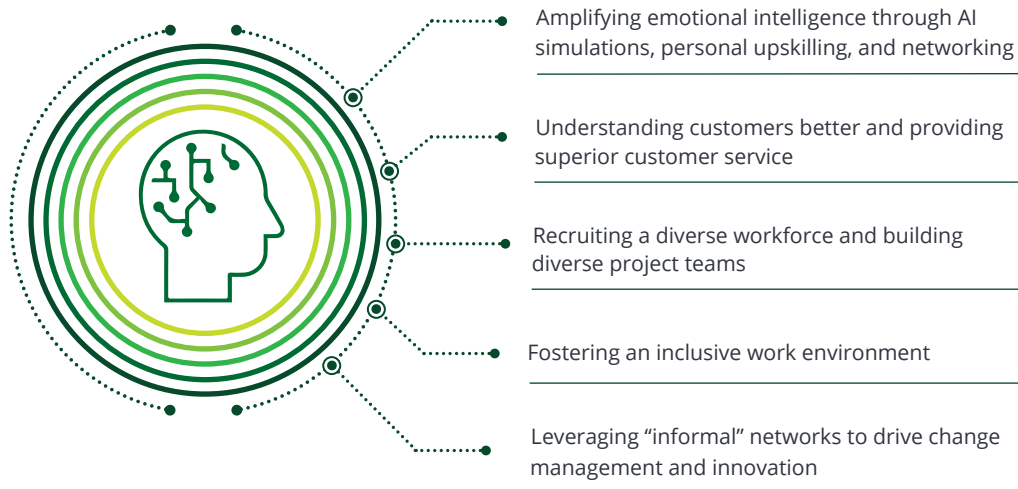 Amplifying emotional intelligence through AI
simulations, personal upskilling, and networking
Understanding customers better and providing
superior customer service
Recruiting a diverse workforce and building
diverse project teams
Fostering an inclusive work environment
Leveraging “informal” networks to drive change
management and innovation